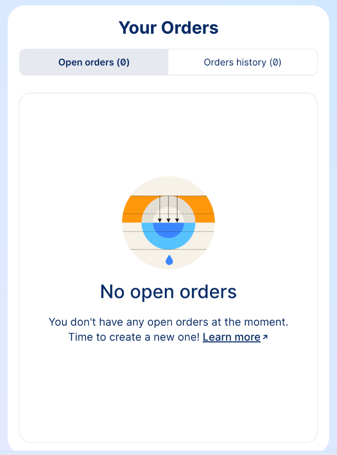 Your Orders
Open orders (0)
Orders history (0)
No open orders
You don't have any open orders at the moment.
Time to create a new one! Learn more↗